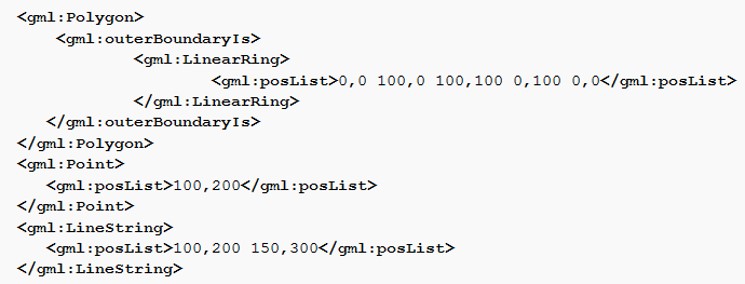 <gml:Polygon>
<gml:outerBoundaryIs>
<gml:LinearRing>
<gml:posList>0,0 100,0 100,100 0,100 0,0</gml:posList>
</gml:LinearRing>
</gml:outerBoundaryIs>
</gml:Polygon>
<gml:Point>
<gml:posList>100,200</gml:posList>
</gml:Point>
<gml:LineString>
<gml:posList>100,200 150,300</gml:posList>
</gml:LineString>